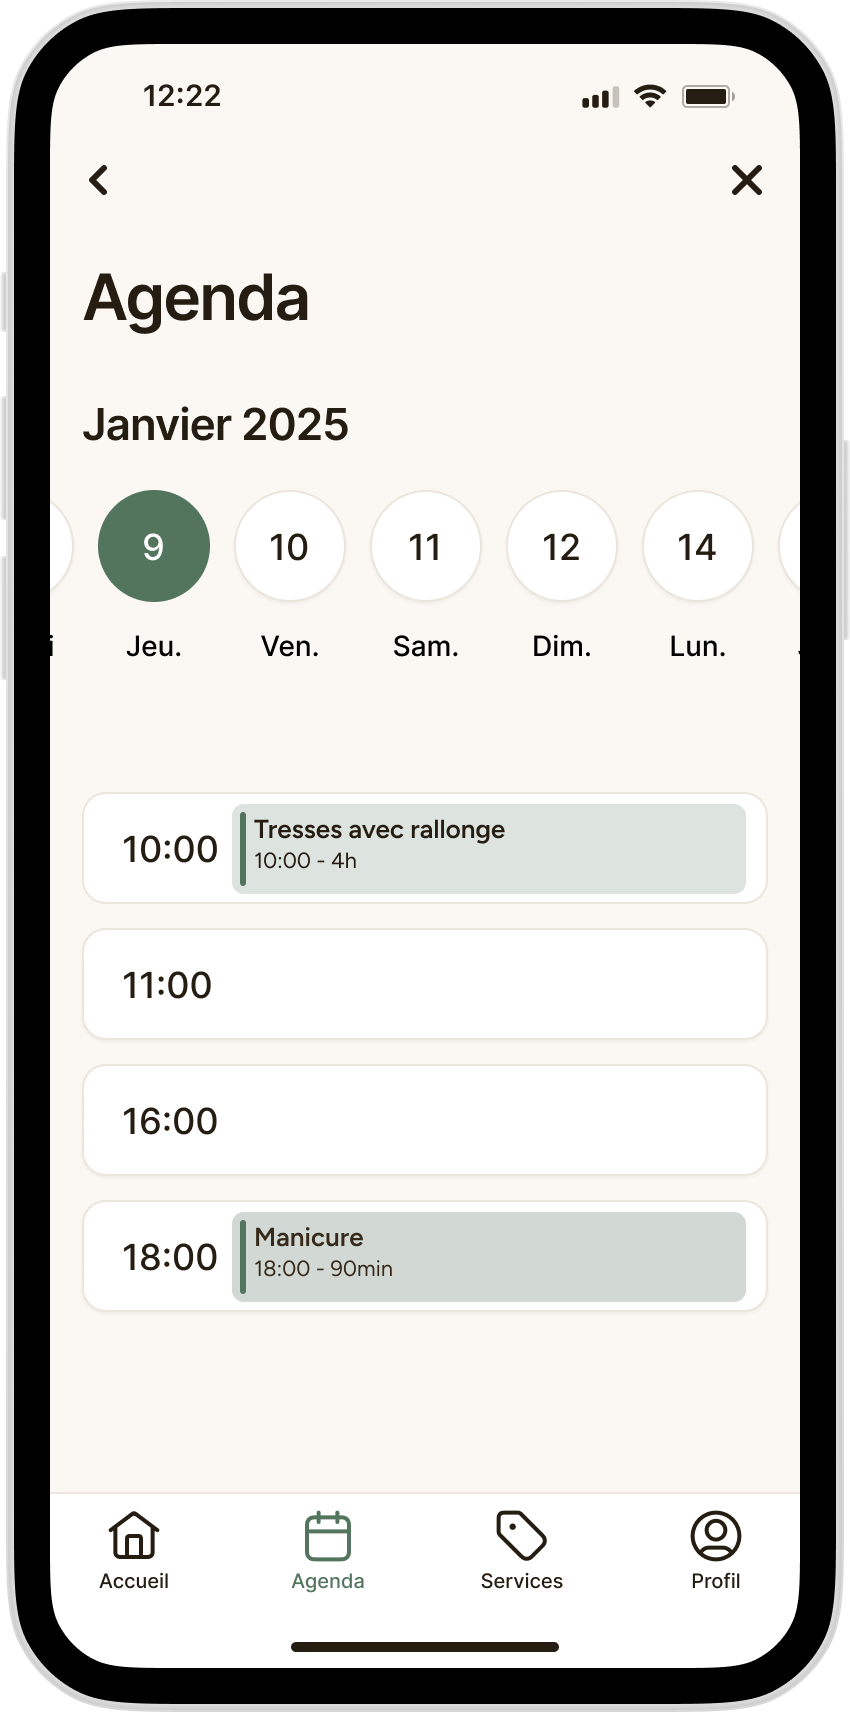 12:22
Agenda
Janvier 2025
9 10 11 12 14
Jeu. Ven. Sam. Dim. Lun.
10:00
Tresses avec rallonge
10:00 - 4h
11:00
16:00
18:00
Manicure
18:00 - 90min
Accueil Agenda Services Profil